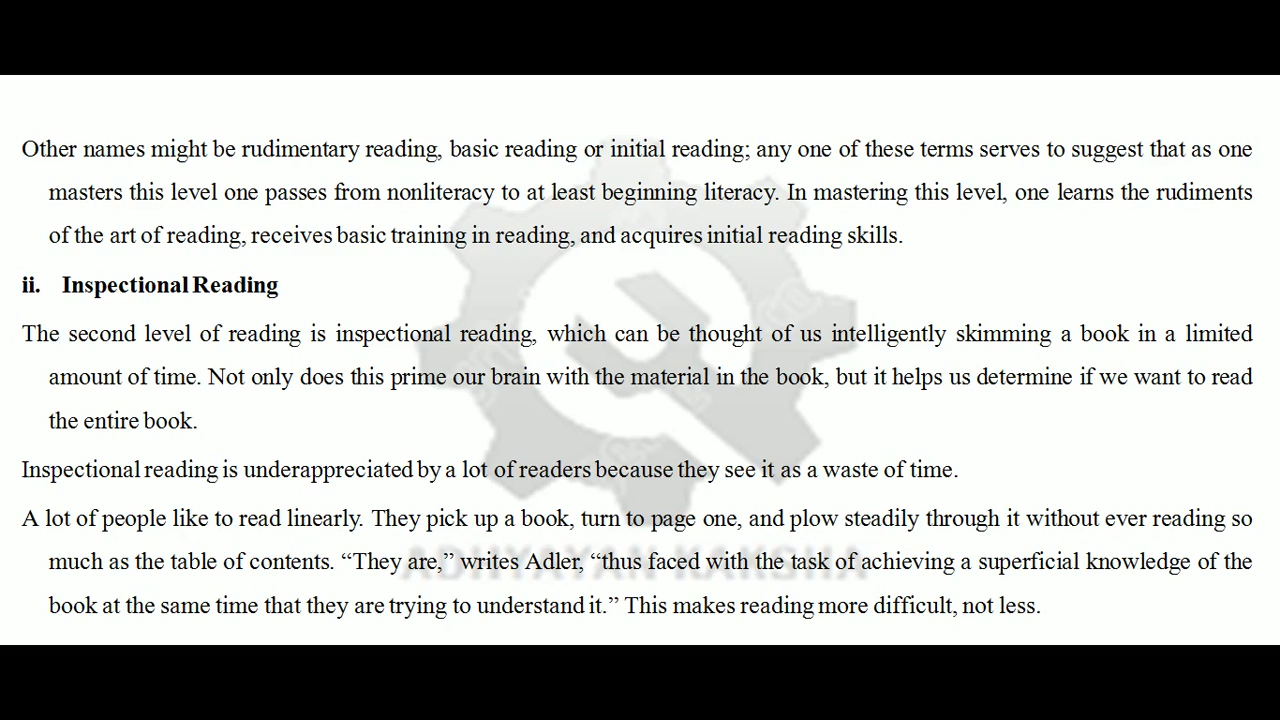 Other names might be rudimentary reading, basic reading or initial reading; any one of these terms serves to suggest that as one
masters this level one passes from nonliteracy to at least beginning literacy. In mastering this level, one learns the rudiments
of the art of reading, receives basic training in reading, and acquires initial reading skills.
ii. Inspectional Reading
The second level of reading is inspectional reading, which can be thought of us intelligently skimming a book in a limited
amount of time. Not only does this prime our brain with the material in the book, but it helps us determine if we want to read
the entire book.
Inspectional reading is underappreciated by a lot of readers because they see it as a waste of time.
A lot of people like to read linearly. They pick up a book, turn to page one, and plow steadily through it without ever reading so
much as the table of contents. “They are,” writes Adler, “thus faced with the task of achieving a superficial knowledge of the
ADHYAYAN KAKSHA
book at the same time that they are trying to understand it.” This makes reading more difficult, not less.